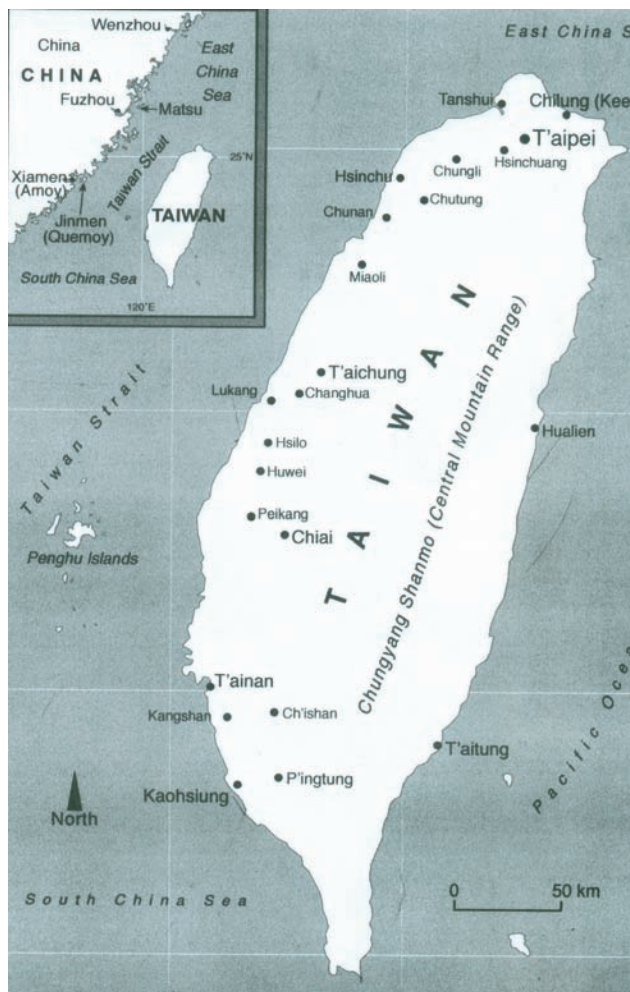 Wenzhou
China
CHINA
East
China
Sea
Fuzhou
Matsu
Taiwan Strait
25°N
Xiamen
(Amoy)
Jinmen
(Quemoy)
TAIWAN
South China Sea
120°E
East China S
Tanshui
Chilung (Kee
T'aipei
Hsinchuang
Chungli
Hsinchu
Chutung
Chunan
Miaoli
TAIWAN
Chungyang Shanmo (Central Mountain Range)
T'aichung
Changhua
Lukang
Hualien
Taiwan Strait
Hsilo
Huwei
Peikang
Chiai
Penghu Islands
T'ainan
Kangshan
Ch'ishan
T'aitung
Pacific Ocea
P'ingtung
Kaohsiung
North
South China Sea
0 50 km